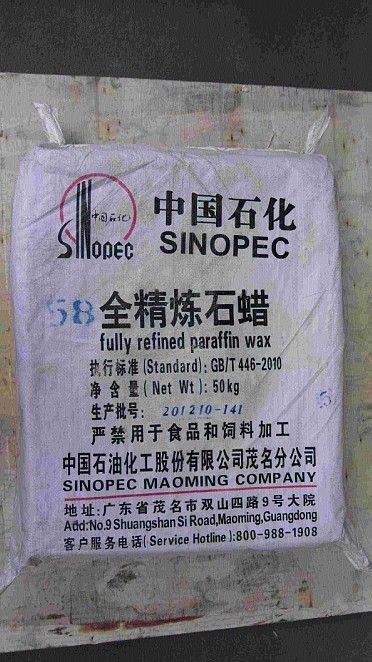 中国石化
SINOPEC
中国石化
SINOPEC
58 全精炼石蜡
fully refined paraffin wax
执行标准(Standard): GB/T 446-2010
净含量(Net Wt): 50kg
生产批号: 201210-141
严禁用于食品和饲料加工
中国石油化工股份有限公司茂名分公司
SINOPEC MAOMING COMPANY
地址:广东省茂名市双山四路9号大院
Add:No.9 Shuangshan Si Road,Maoming,Guangdong
客户服务电话(Service Hotline):800-988-1908